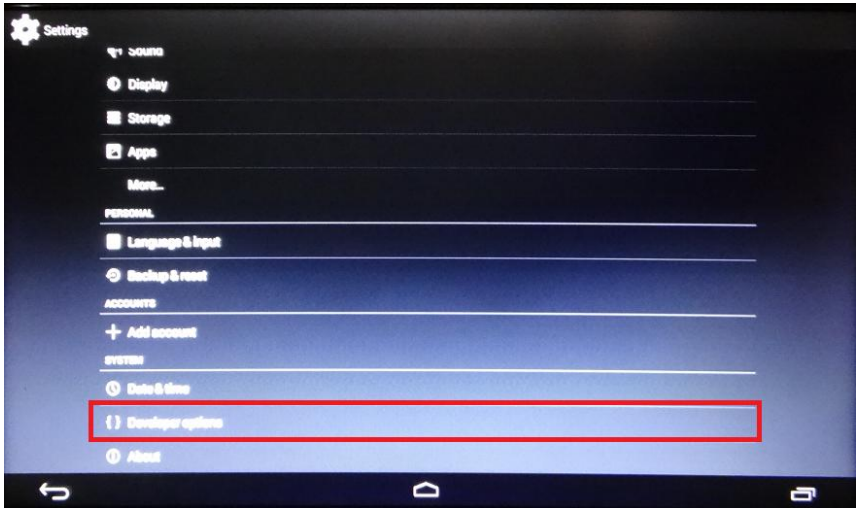 Settings
Sound
Display
Storage
Apps
More...
PERSONAL
Language & input
Backup & reset
ACCOUNTS
Add account
SYSTEM
Date & time
{ } Developer options
About